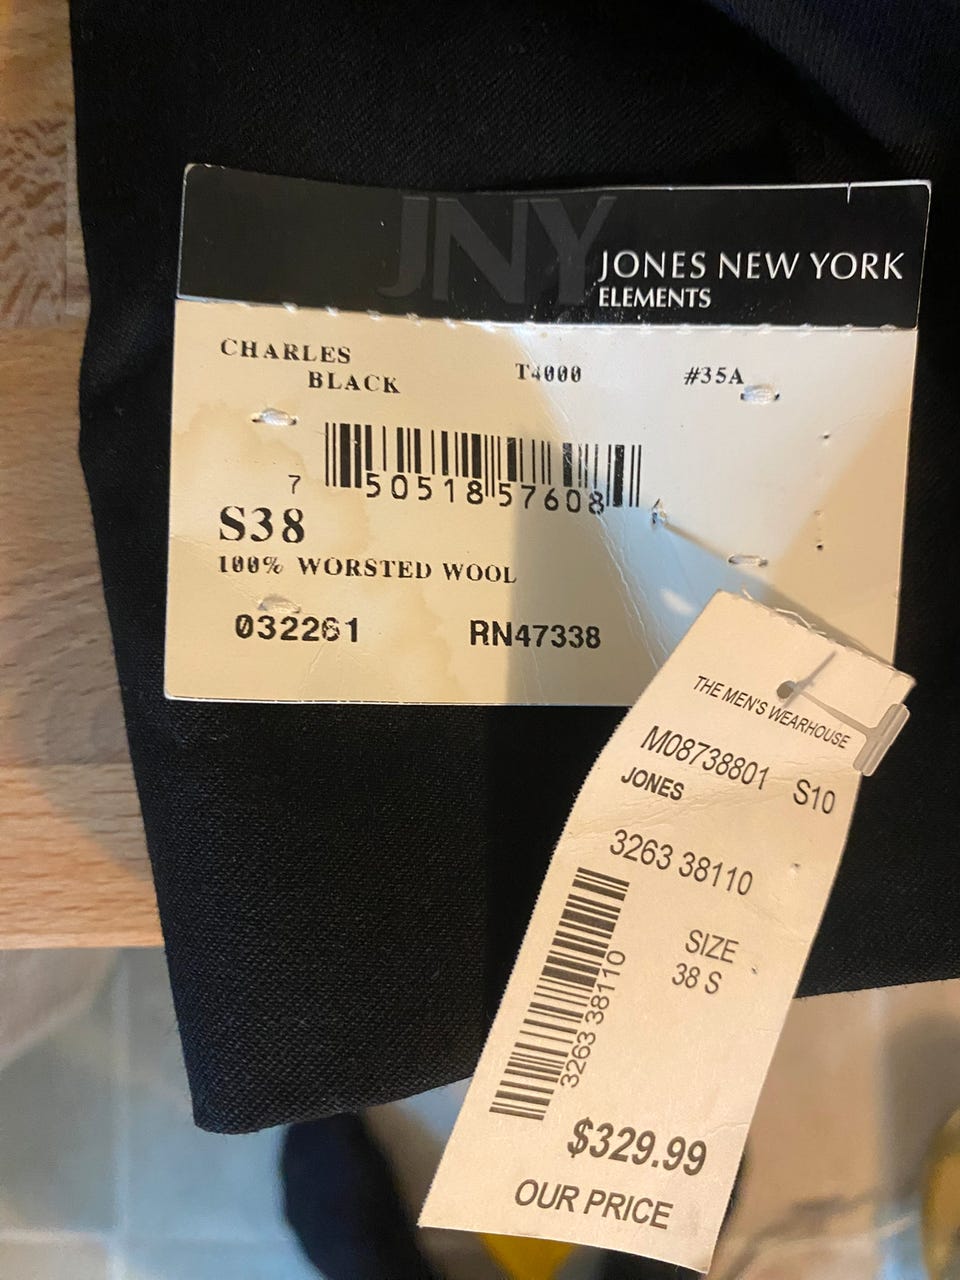 JNY
JONES NEW YORK
ELEMENTS
CHARLES
BLACK
T4000
#35A
7 50518 57608
S38
100% WORSTED WOOL
032261
RN47338
THE MEN'S WEARHOUSE
M08738801 S10
JONES
3263 38110
SIZE
38 S
3263 38110
$329.99
OUR PRICE